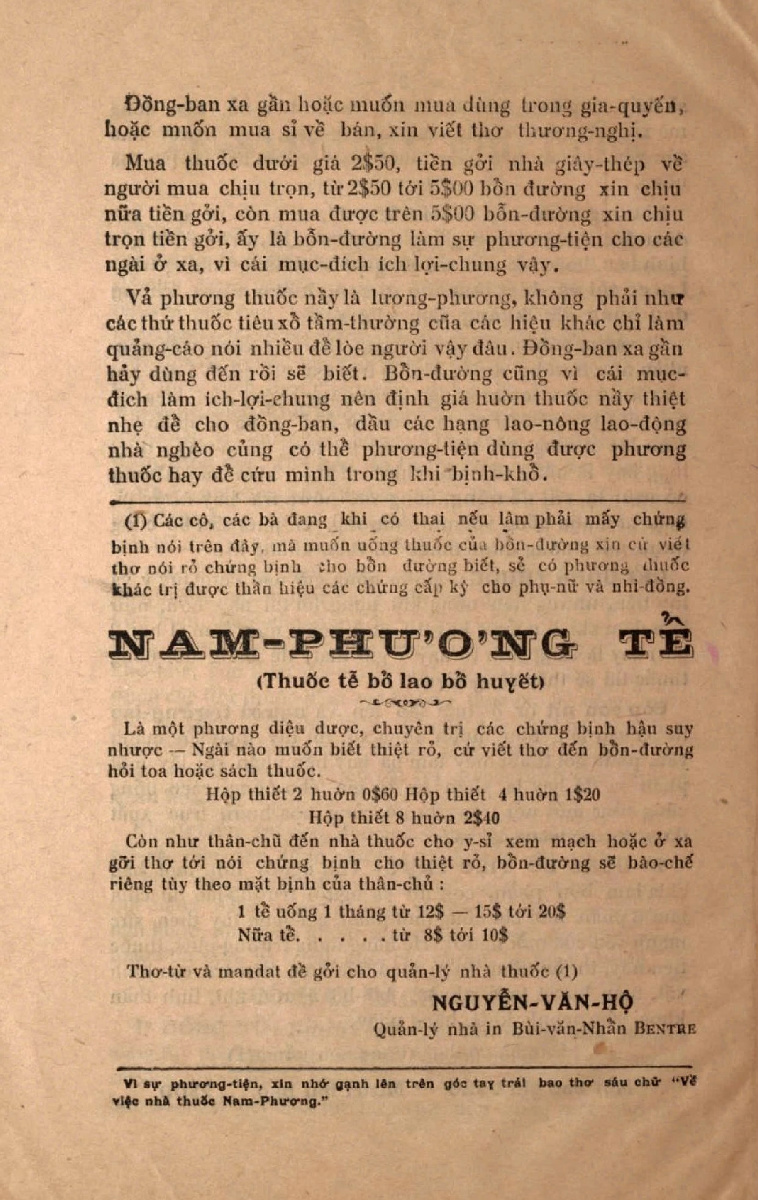 Đồng-ban xa gần hoặc muốn mua dùng trong gia-quyến,
hoặc muốn mua sỉ về bán, xin viết thơ thương-nghị.
Mua thuốc dưới giá 2$50, tiền gởi nhà giây-thép về
người mua chịu trọn, từ 2$50 tới 5$00 bổn đường xin chịu
nữa tiền gởi, còn mua được trên 5$00 bổn-đường xin chịu
trọn tiền gởi, ấy là bổn-đường làm sự phương-tiện cho các
ngài ở xa, vì cái mục-đích ích lợi-chung vậy.
Vả phương thuốc nầy là lương-phương, không phải như
các thứ thuốc tiêu xổ tầm-thường của các hiệu khác chỉ làm
quảng-cáo nói nhiều để lòe người vậy đâu. Đồng-ban xa gần
hảy dùng đến rồi sẽ biết. Bổn-đường cũng vì cái mục-
đích làm ích-lợi-chung nên định giá huờn thuốc nầy thiệt
nhẹ để cho đồng-ban, dầu các hạng lao-nông lao-động
nhà nghèo củng có thể phương-tiện dùng được phương
thuốc hay để cứu mình trong khi bịnh-khổ.
(1) Các cô, các bà đang khi có thai nếu lâm phải mấy chứng
bịnh nói trên đây, mà muốn uống thuốc của bổn-đường xin cứ viết
thơ nói rỏ chứng bịnh cho bổn đường biết, sẻ có phương thuốc
khác trị được thần hiệu các chứng cấp kỳ cho phụ-nữ và nhi-đồng.
NAM-PHƯƠNG TỄ
(Thuốc tể bổ lao bổ huyết)
Là một phương diệu dược, chuyên trị các chứng bịnh hậu suy
nhược — Ngài nào muốn biết thiệt rỏ, cứ viết thơ đến bổn-đường
hỏi toa hoặc sách thuốc.
Hộp thiết 2 huờn 0$60 Hộp thiết 4 huờn 1$20
Hộp thiết 8 huờn 2$40
Còn như thân-chũ đến nhà thuốc cho y-sỉ xem mạch hoặc ở xa
gởi thơ tới nói chứng bịnh cho thiệt rỏ, bổn-đường sẽ bào-chế
riêng tùy theo mặt bịnh của thân-chủ :
1 tể uống 1 tháng từ 12$ — 15$ tới 20$
Nữa tể. . . . . từ 8$ tới 10$
Thơ-từ và mandat để gởi cho quản-lý nhà thuốc (1)
NGUYỄN-VĂN-HỘ
Quản-lý nhà in Bùi-văn-Nhẫn BENTRE
Vì sự phương-tiện, xin nhớ gạnh lên trên góc tay trái bao thơ sáu chữ "Về
việc nhà thuốc Nam-Phương."